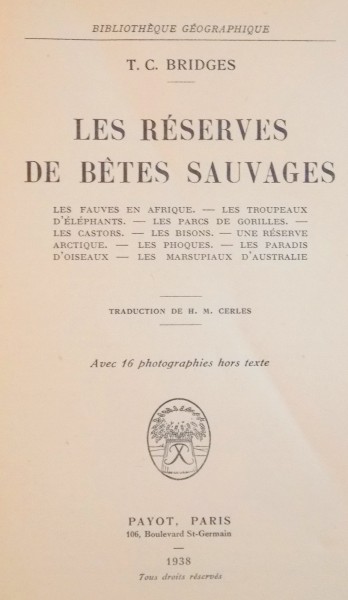 BIBLIOTHÈQUE GÉOGRAPHIQUE
T. C. BRIDGES
LES RÉSERVES
DE BÈTES SAUVAGES
LES FAUVES EN AFRIQUE. — LES TROUPEAUX
D'ÉLÉPHANTS. — LES PARCS DE GORILLES. —
LES CASTORS. — LES BISONS. — UNE RÉSERVE
ARCTIQUE. — LES PHOQUES. — LES PARADIS
D'OISEAUX — LES MARSUPIAUX D'AUSTRALIE
TRADUCTION DE H. M. CERLES
Avec 16 photographies hors texte
PAYOT, PARIS
106, Boulevard St-Germain
1938
Tous droits réservés